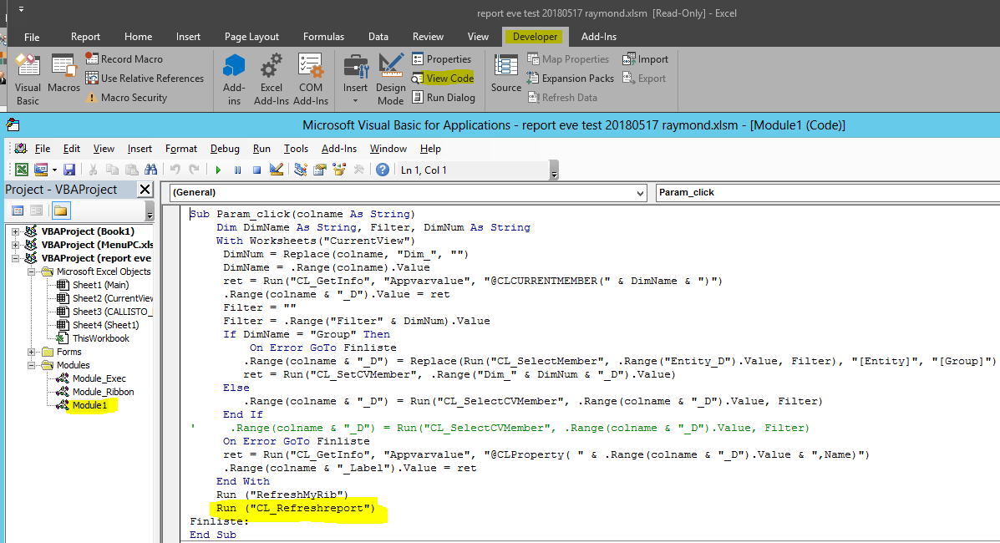 report eve test 20180517 raymond.xlsm [Read-Only] - Excel
File Report Home Insert Page Layout Formulas Data Review View Developer Add-Ins
Visual Basic
Macros
Record Macro
Use Relative References
Macro Security
Add-ins
Excel Add-Ins
COM Add-Ins
Insert
Design Mode
Properties
View Code
Run Dialog
Source
Map Properties
Expansion Packs
Refresh Data
Import
Export
Microsoft Visual Basic for Applications - report eve test 20180517 raymond.xlsm - [Module1 (Code)]
File Edit View Insert Format Debug Run Tools Add-Ins Window Help
Ln 1, Col 1
Project - VBAProject
VBAProject (Book1)
VBAProject (MenuPC.xls
VBAProject (report eve
Microsoft Excel Objects
Sheet1 (Main)
Sheet2 (CurrentView
Sheet3 (CALLISTO_
Sheet4 (Sheet1)
ThisWorkbook
Forms
Modules
Module_Exec
Module_Ribbon
Module1
(General)
Param_click
Sub Param_click(colname As String)
Dim DimName As String, Filter, DimNum As String
With Worksheets("CurrentView")
DimNum = Replace(colname, "Dim_", "")
DimName = .Range(colname).Value
ret = Run("CL_GetInfo", "Appvarvalue", "@CLCURRENTMEMBER(" & DimName & ")")
.Range(colname & "_D").Value = ret
Filter = ""
Filter = .Range("Filter" & DimNum).Value
If DimName = "Group" Then
On Error GoTo Finliste
.Range(colname & "_D") = Replace(Run("CL_SelectMember", .Range("Entity_D").Value, Filter), "[Entity]", "[Group]")
ret = Run("CL_SetCVMember", .Range("Dim_" & DimNum & "_D").Value)
Else
.Range(colname & "_D") = Run("CL_SelectCVMember", .Range(colname & "_D").Value, Filter)
End If
' .Range(colname & "_D") = Run("CL_SelectCVMember", .Range(colname & "_D").Value, Filter)
On Error GoTo Finliste
ret = Run("CL_GetInfo", "Appvarvalue", "@CLProperty( " & .Range(colname & "_D").Value & ",Name)")
.Range(colname & "_Label").Value = ret
End With
Run ("RefreshMyRib")
Run ("CL_Refreshreport")
Finliste:
End Sub